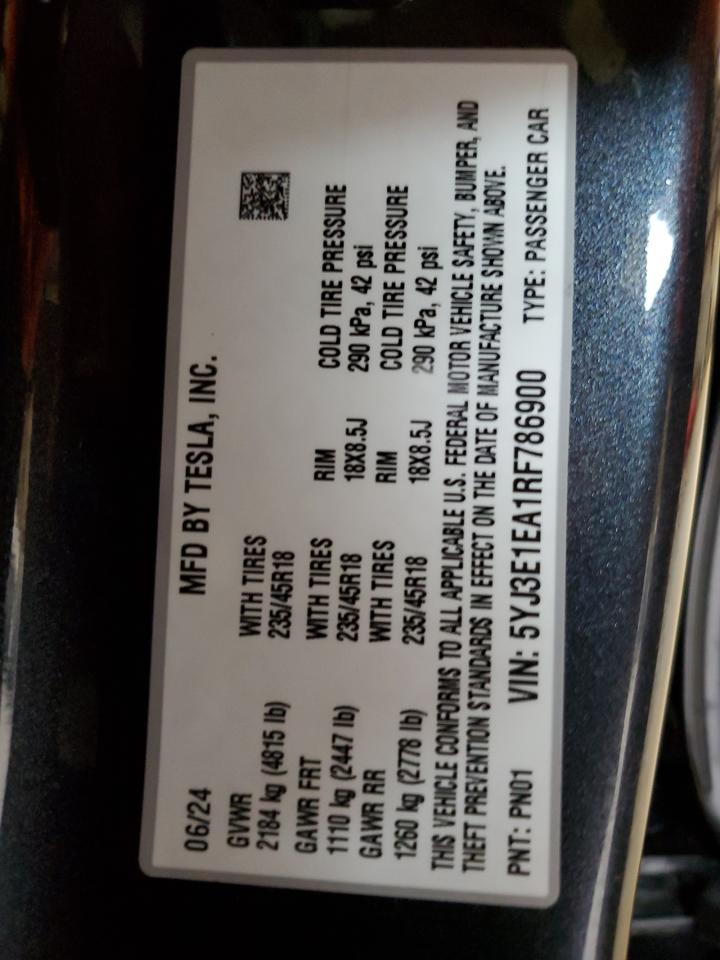 06/24 MFD BY TESLA, INC.
GVWR WITH TIRES
2184 kg (4815 lb) 235/45R18
GAWR FRT WITH TIRES RIM COLD TIRE PRESSURE
1110 kg (2447 lb) 235/45R18 18X8.5J 290 kPa, 42 psi
GAWR RR WITH TIRES RIM COLD TIRE PRESSURE
1260 kg (2778 lb) 235/45R18 18X8.5J 290 kPa, 42 psi
THIS VEHICLE CONFORMS TO ALL APPLICABLE U.S. FEDERAL MOTOR VEHICLE SAFETY, BUMPER, AND
THEFT PREVENTION STANDARDS IN EFFECT ON THE DATE OF MANUFACTURE SHOWN ABOVE.
PNT: PN01 VIN: 5YJ3E1EA1RF786900 TYPE: PASSENGER CAR